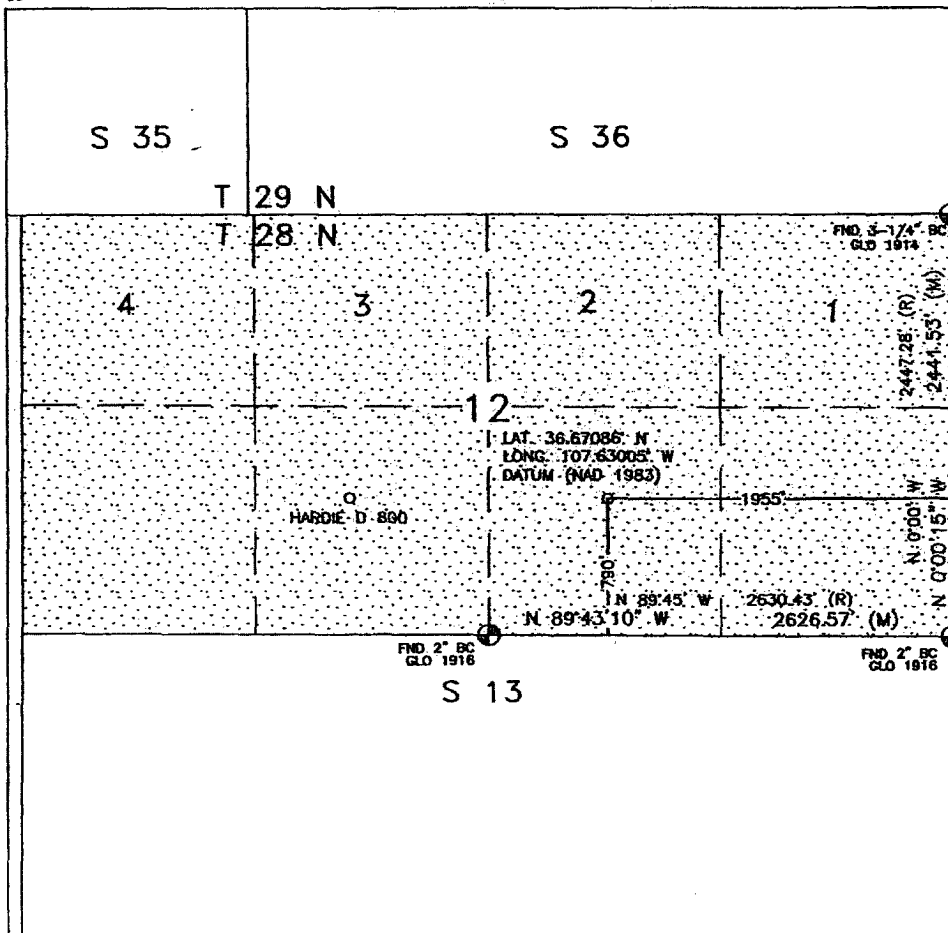 S 35
S 36
T 29 N
T 28 N
FND. 3-1/4" BC
GLO 1914
4
3
2
1
2447.28' (R)
2441.53' (M)
12
LAT. 36.67086° N
LONG. 107.63005° W
DATUM (NAD 1983)
HARDIE D 800
1955'
790'
N 0°00' W
N 0°00'15" W
N 89°45' W 2630.43' (R)
N 89°43'10" W 2626.57' (M)
FND. 2" BC
GLO 1916
FND. 2" BC
GLO 1916
S 13